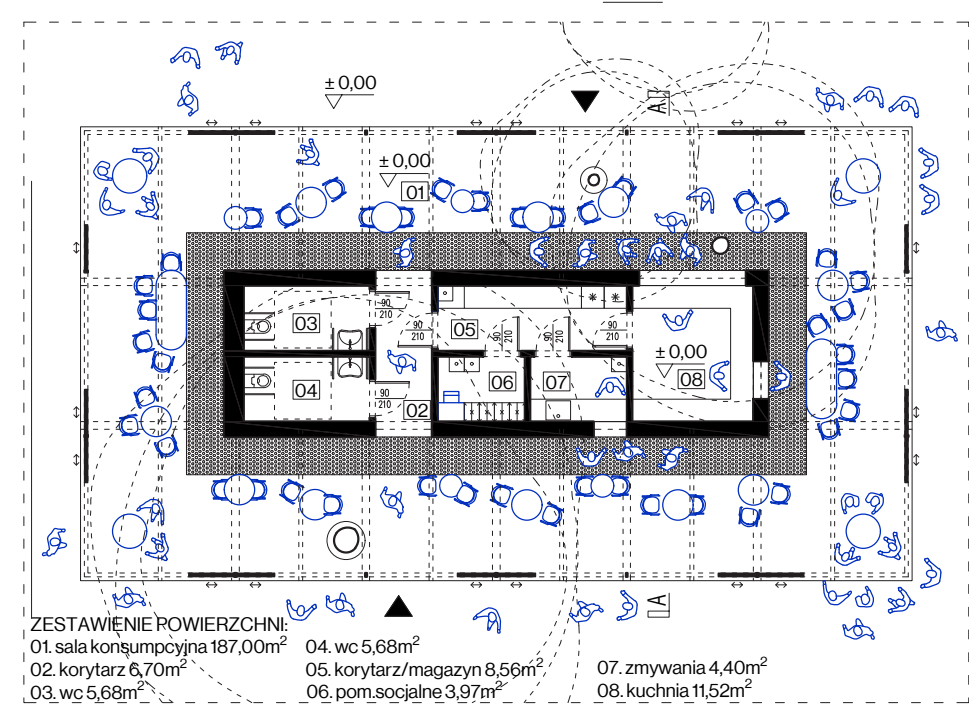 ± 0,00
A
± 0,00
01
03
90
210
05
90
210
90
210
90
210
90
210
± 0,00
04
06
07
08
90
210
02
A
ZESTAWIENIE POWIERZCHNI:
01. sala konsumpcyjna 187,00m²
02. korytarz 6,70m²
03. wc 5,68m²
04. wc 5,68m²
05. korytarz/magazyn 8,56m²
06. pom.socjalne 3,97m²
07. zmywania 4,40m²
08. kuchnia 11,52m²